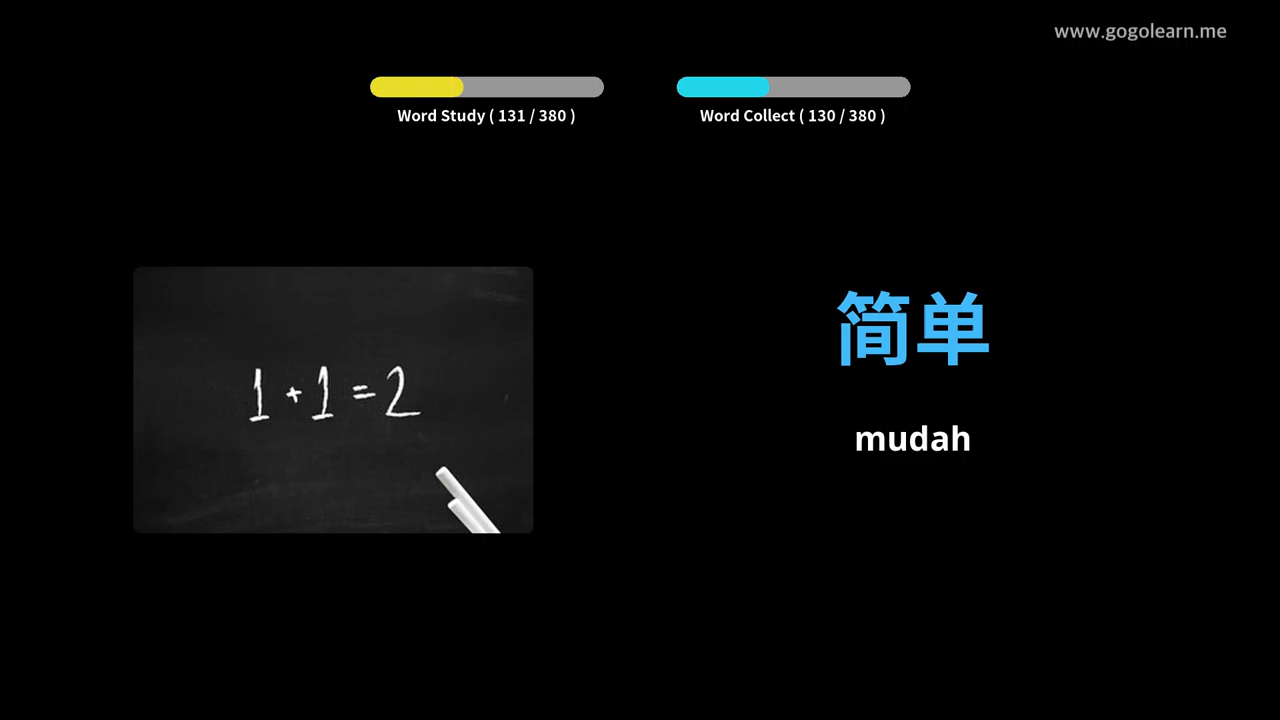 www.gogolearn.me
Word Study ( 131 / 380 )
Word Collect ( 130 / 380 )
1 + 1 = 2
简单
mudah